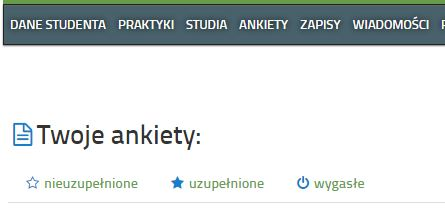 DANE STUDENTA PRAKTYKI STUDIA ANKIETY ZAPISY WIADOMOŚCI
Twoje ankiety:
nieuzupełnione uzupełnione wygasłe